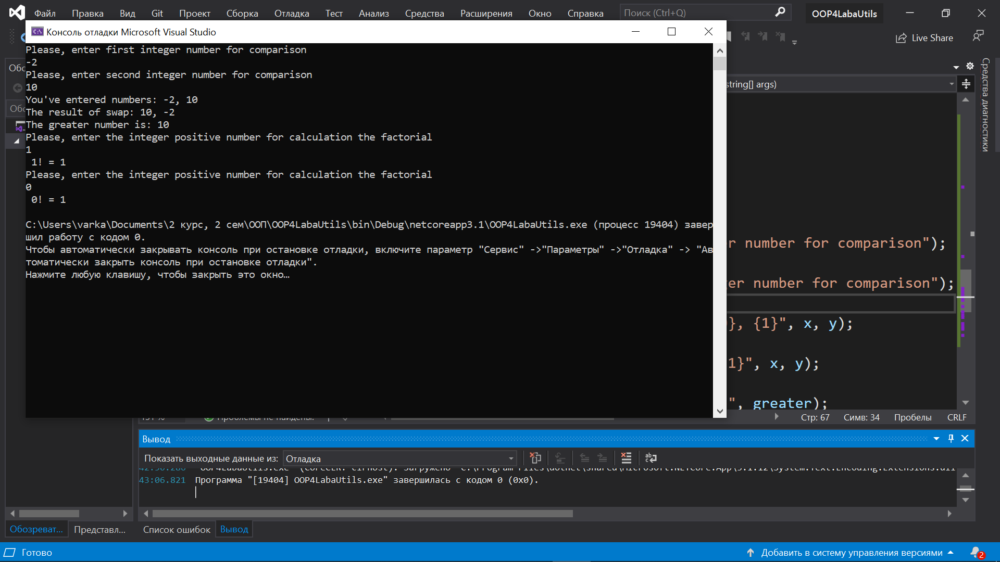 Файл Правка Вид Git Проект Сборка Отладка Тест Анализ Средства Расширения Окно Справка Поиск (Ctrl+Q) OOP4LabaUtils
Консоль отладки Microsoft Visual Studio
Live Share
Please, enter first integer number for comparison
-2
Please, enter second integer number for comparison
10
You've entered numbers: -2, 10
The result of swap: 10, -2
The greater number is: 10
Please, enter the integer positive number for calculation the factorial
1
1! = 1
Please, enter the integer positive number for calculation the factorial
0
0! = 1
C:\Users\varka\Documents\2 курс, 2 сем\ООП\OOP4LabaUtils\bin\Debug\netcoreapp3.1\OOP4LabaUtils.exe (процесс 19404) завер
шил работу с кодом 0.
Чтобы автоматически закрывать консоль при остановке отладки, включите параметр "Сервис" ->"Параметры" ->"Отладка" -> "Ав
томатически закрыть консоль при остановке отладки".
Нажмите любую клавишу, чтобы закрыть это окно…
string[] args)
Средства диагностики
r number for comparison");
ger number for comparison");
}, {1}", x, y);
1}", x, y);
", greater);
Проблемы не найдены.
Стр: 67 Симв: 34 Пробелы CRLF
Вывод
Показать выходные данные из: Отладка
43:06.821 Программа "[19404] OOP4LabaUtils.exe" завершилась с кодом 0 (0x0).
Обозреват... Представл... Список ошибок Вывод
Готово
Добавить в систему управления версиями 2